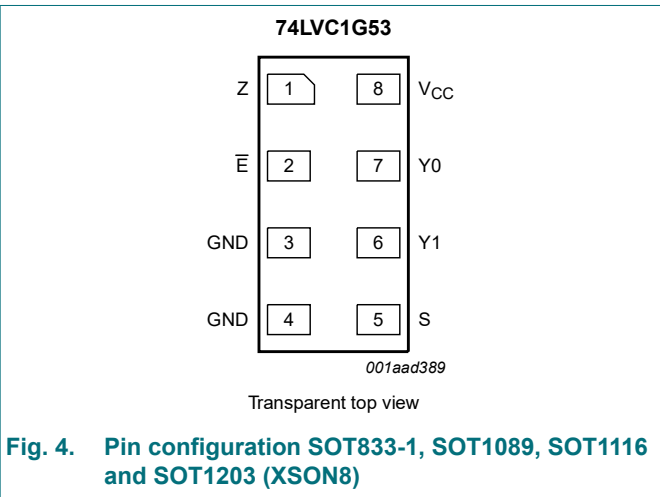 74LVC1G53
Z 1 8 VCC
E̅ 2 7 Y0
GND 3 6 Y1
GND 4 5 S
001aad389
Transparent top view
Fig. 4. Pin configuration SOT833-1, SOT1089, SOT1116
and SOT1203 (XSON8)